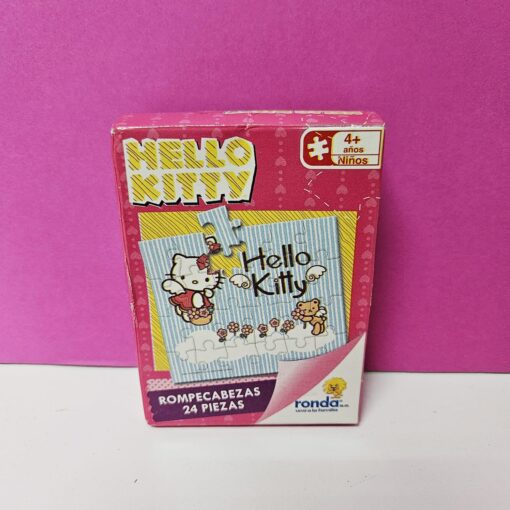 HELLO
KITTY
4+
años
Niños
Hello
Kitty
ROMPECABEZAS
24 PIEZAS
ronda